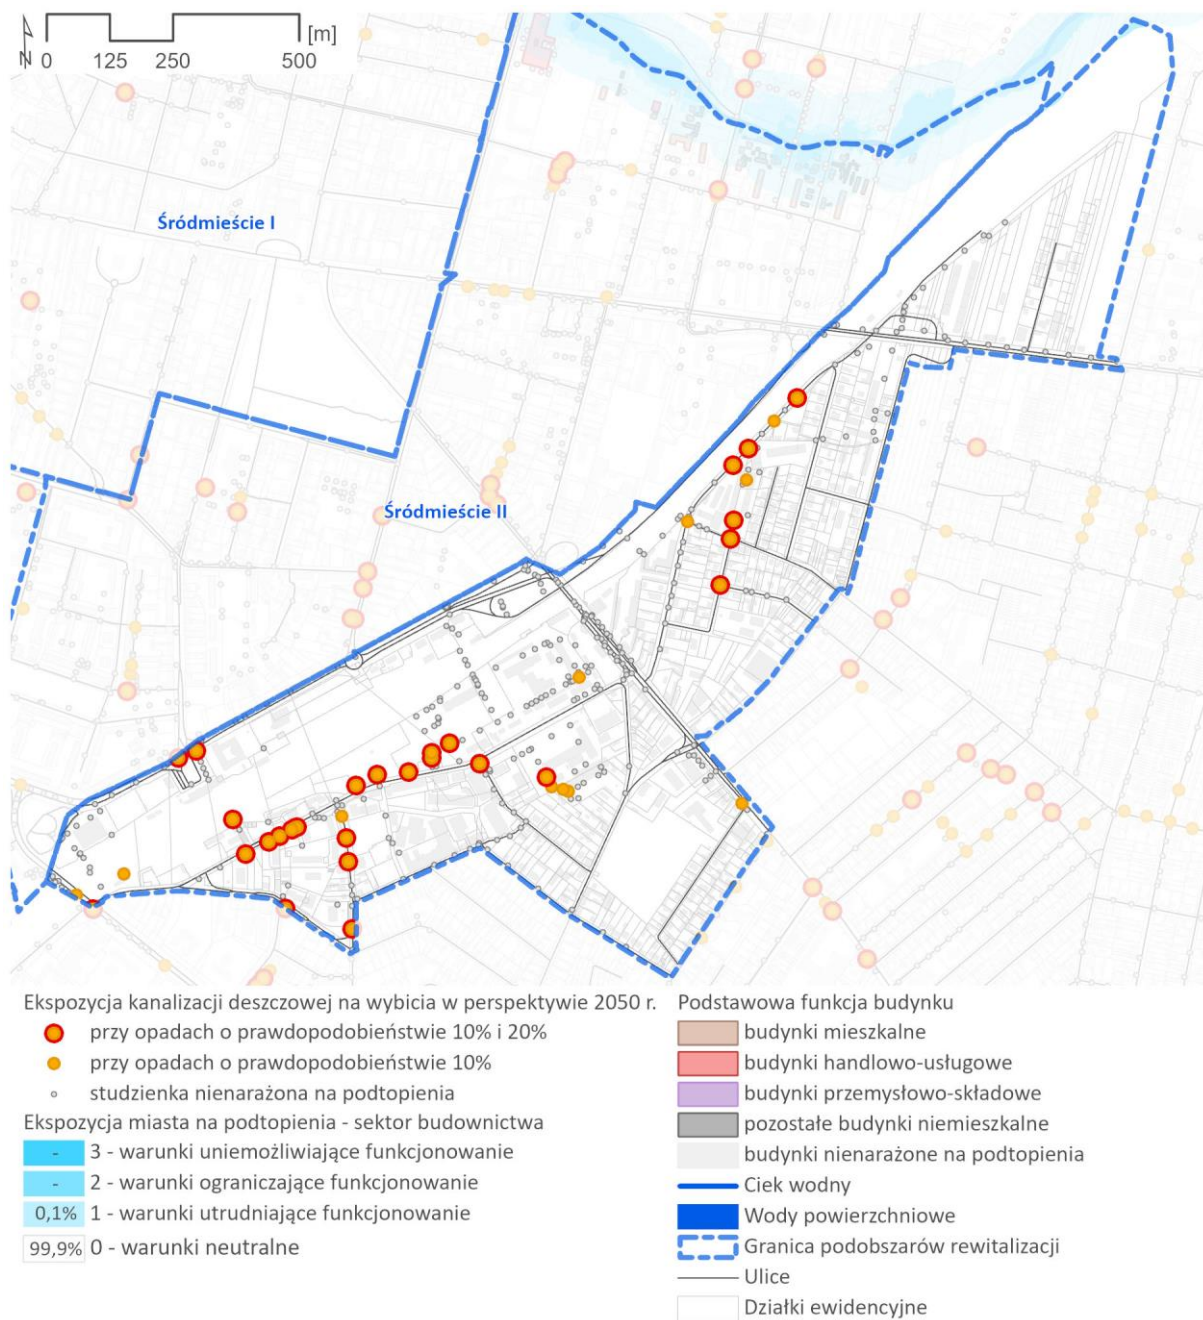 N
0 125 250 500 [m]
Śródmieście I
Śródmieście II
Ekspozycja kanalizacji deszczowej na wybicia w perspektywie 2050 r.
przy opadach o prawdopodobieństwie 10% i 20%
przy opadach o prawdopodobieństwie 10%
studzienka nienarażona na podtopienia
Ekspozycja miasta na podtopienia - sektor budownictwa
- 3 - warunki uniemożliwiające funkcjonowanie
- 2 - warunki ograniczające funkcjonowanie
0,1% 1 - warunki utrudniające funkcjonowanie
99,9% 0 - warunki neutralne
Podstawowa funkcja budynku
budynki mieszkalne
budynki handlowo-usługowe
budynki przemysłowo-składowe
pozostałe budynki niemieszkalne
budynki nienarażone na podtopienia
Ciek wodny
Wody powierzchniowe
Granica podobszarów rewitalizacji
Ulice
Działki ewidencyjne